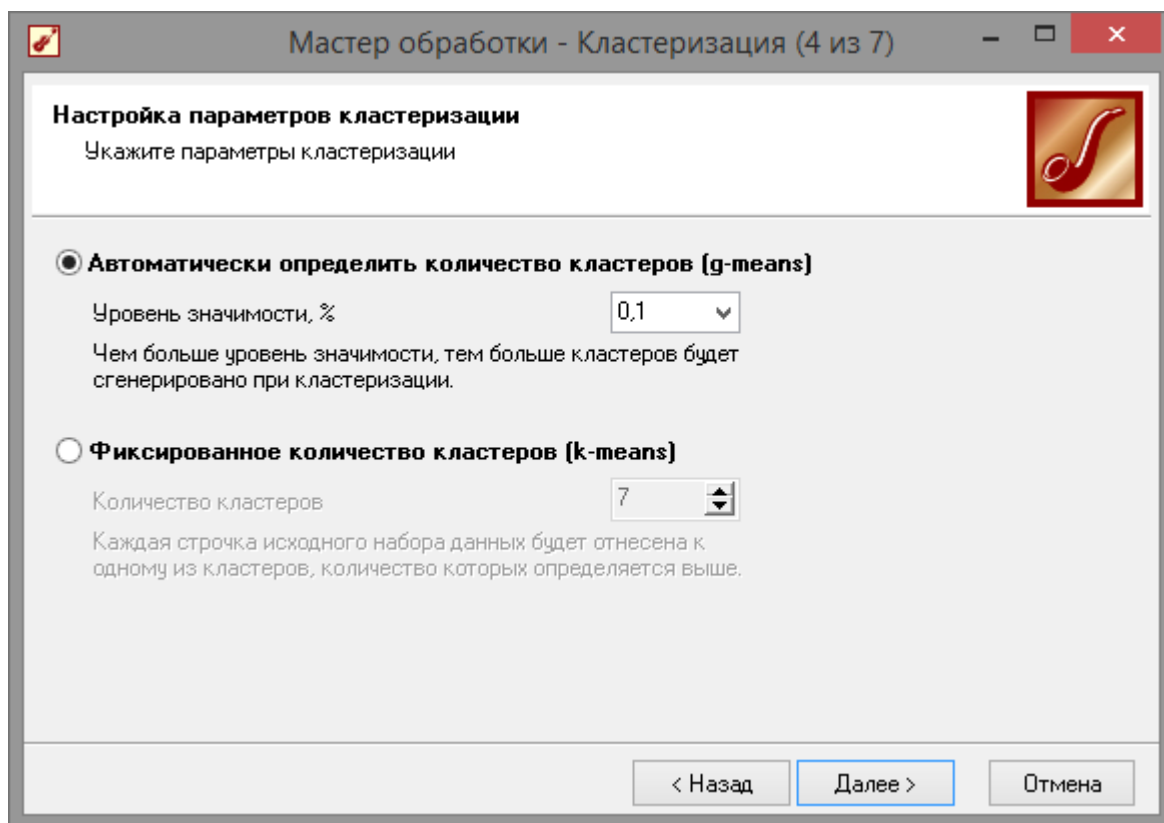 Мастер обработки - Кластеризация (4 из 7)
Настройка параметров кластеризации
Укажите параметры кластеризации
Автоматически определить количество кластеров (g-means)
Уровень значимости, % 0,1
Чем больше уровень значимости, тем больше кластеров будет
сгенерировано при кластеризации.
Фиксированное количество кластеров (k-means)
Количество кластеров 7
Каждая строчка исходного набора данных будет отнесена к
одному из кластеров, количество которых определяется выше.
< Назад Далее > Отмена